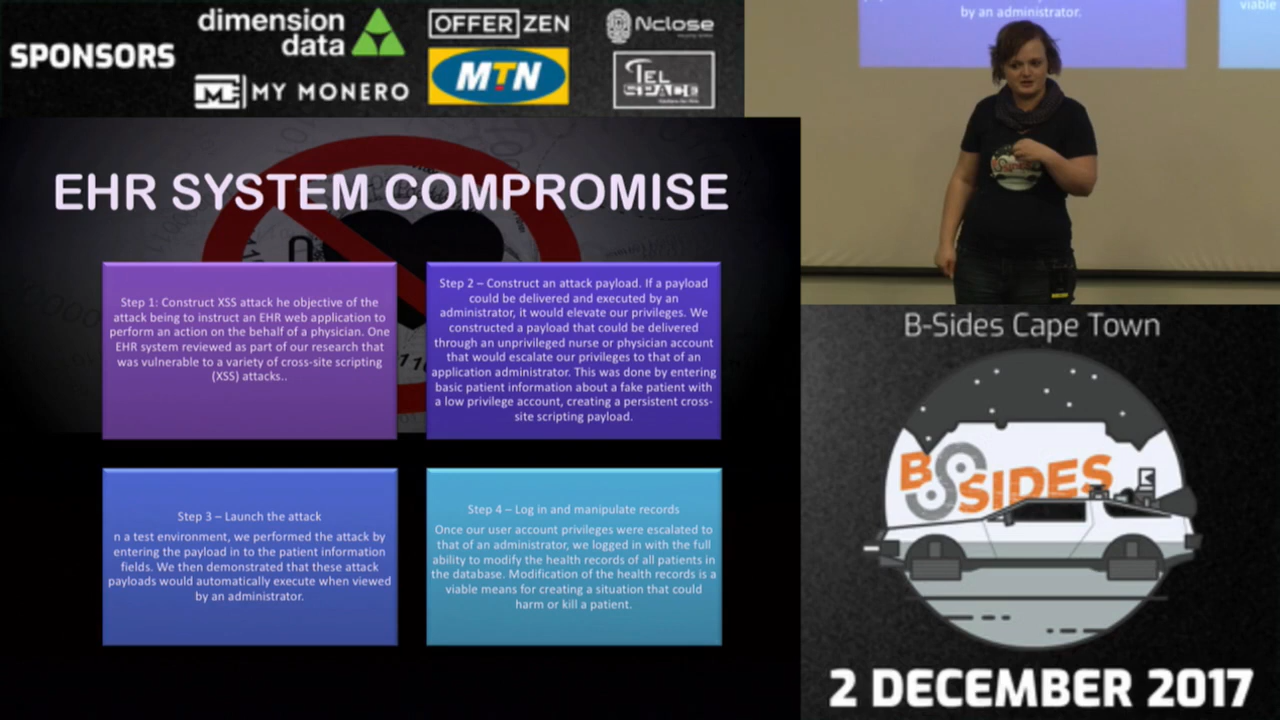 SPONSORS
dimension
data
OFFERZEN
Nclose
MY MONERO
MTN
TEL
SPACE
by an administrator.
viable
EHR SYSTEM COMPROMISE
Step 1: Construct XSS attack he objective of the
attack being to instruct an EHR web application to
perform an action on the behalf of a physician. One
EHR system reviewed as part of our research that
was vulnerable to a variety of cross-site scripting
(XSS) attacks..
Step 2 – Construct an attack payload. If a payload
could be delivered and executed by an
administrator, it would elevate our privileges. We
constructed a payload that could be delivered
through an unprivileged nurse or physician account
that would escalate our privileges to that of an
application administrator. This was done by entering
basic patient information about a fake patient with
a low privilege account, creating a persistent cross-
site scripting payload.
Step 3 – Launch the attack
n a test environment, we performed the attack by
entering the payload in to the patient information
fields. We then demonstrated that these attack
payloads would automatically execute when viewed
by an administrator.
Step 4 – Log in and manipulate records
Once our user account privileges were escalated to
that of an administrator, we logged in with the full
ability to modify the health records of all patients in
the database. Modification of the health records is a
viable means for creating a situation that could
harm or kill a patient.
B-Sides Cape Town
BSIDES
2 DECEMBER 2017